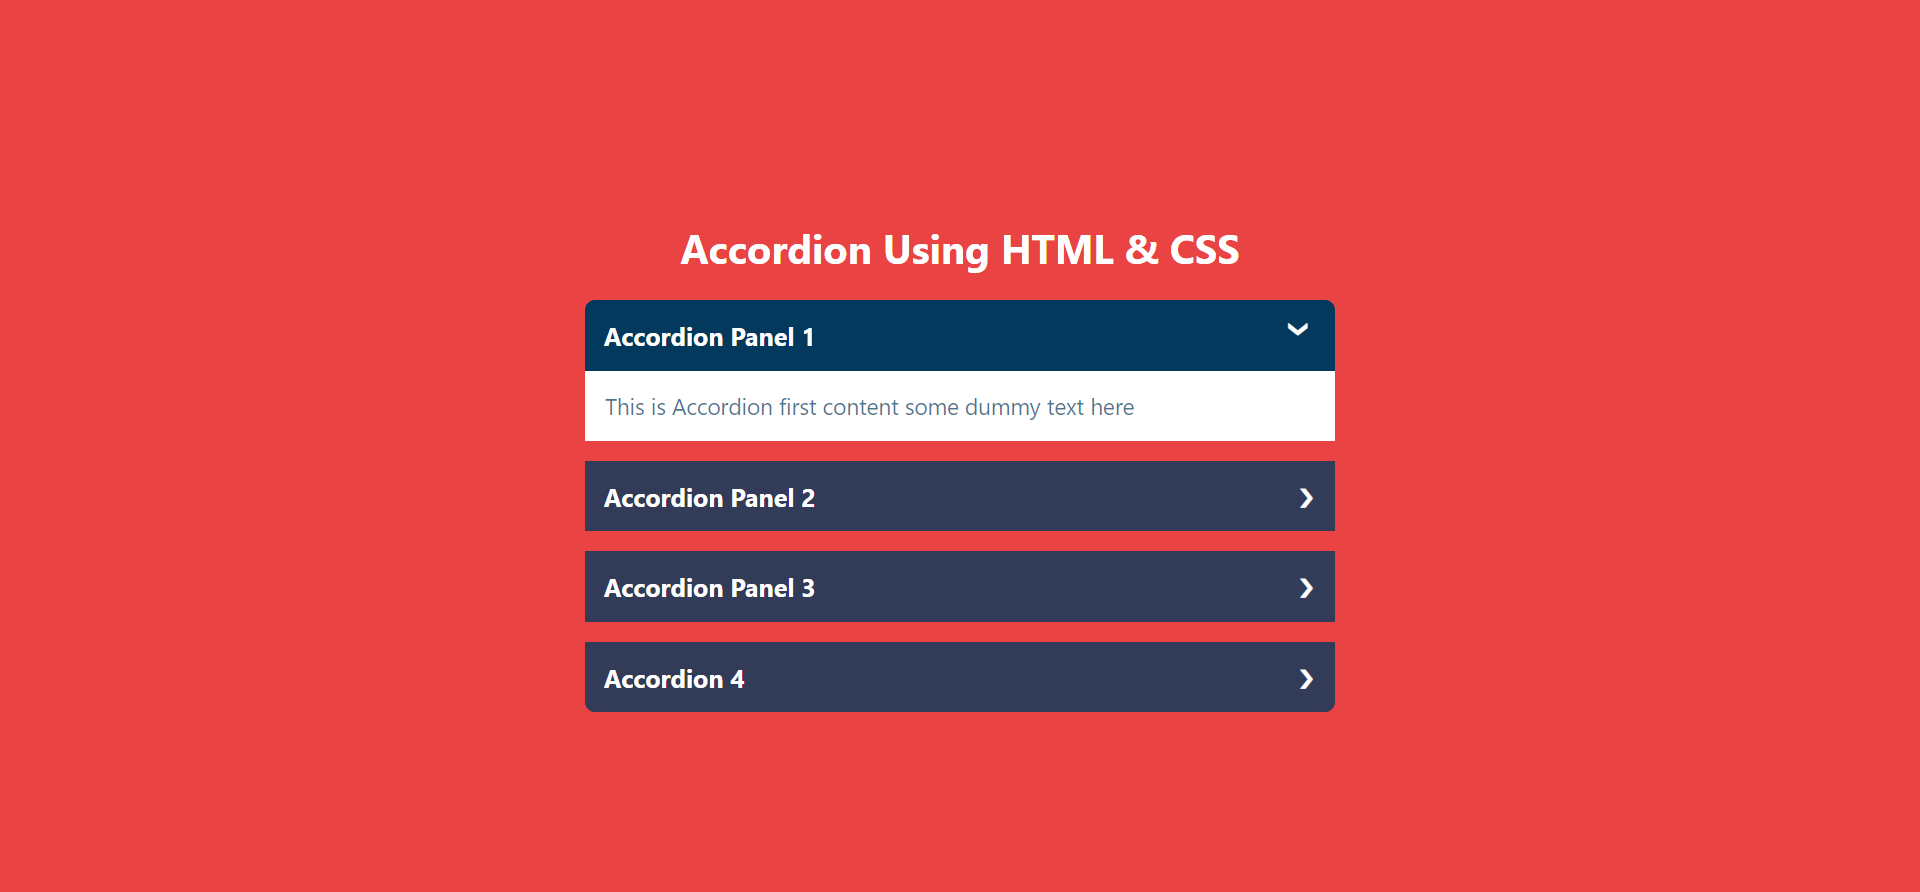 Accordion Using HTML & CSS
Accordion Panel 1
This is Accordion first content some dummy text here
Accordion Panel 2
Accordion Panel 3
Accordion 4